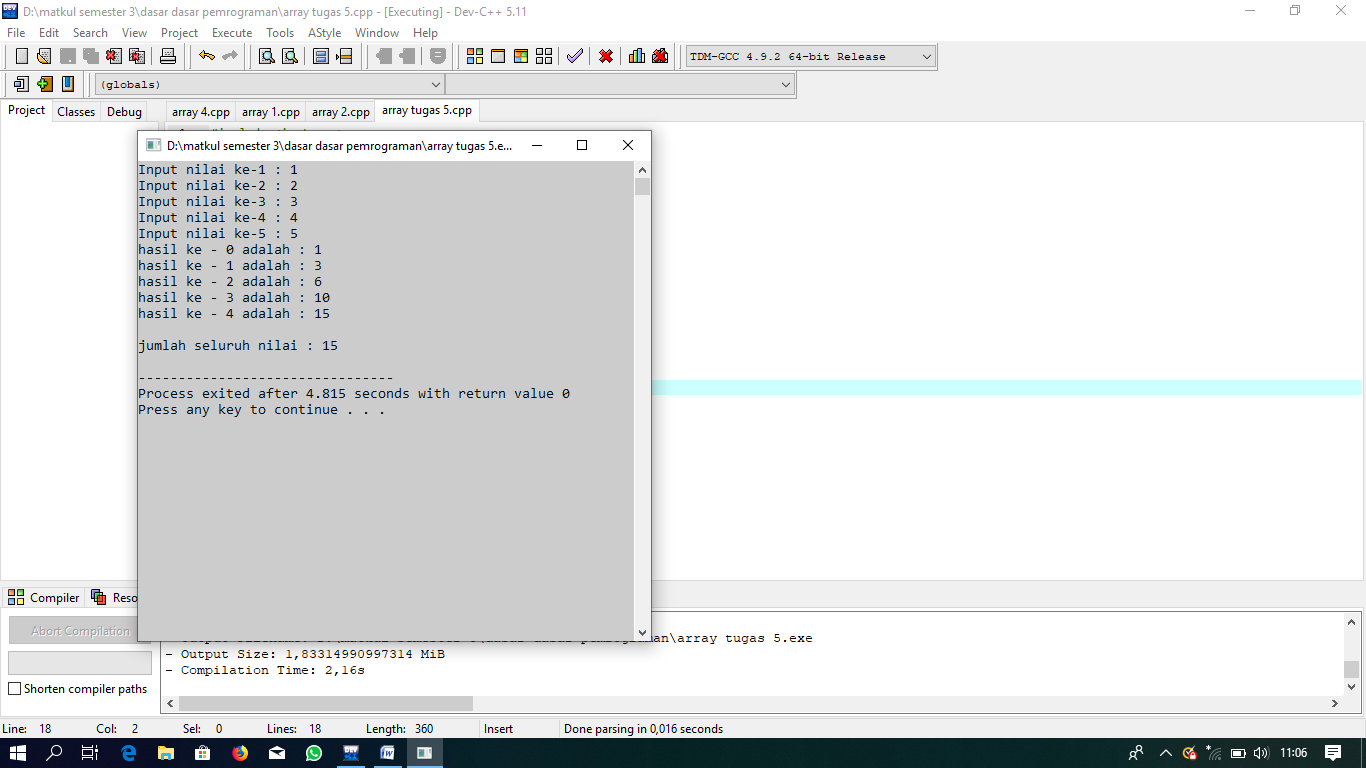 D:\matkul semester 3\dasar dasar pemrograman\array tugas 5.cpp - [Executing] - Dev-C++ 5.11
File Edit Search View Project Execute Tools AStyle Window Help
TDM-GCC 4.9.2 64-bit Release
(globals)
Project Classes Debug array 4.cpp array 1.cpp array 2.cpp array tugas 5.cpp
D:\matkul semester 3\dasar dasar pemrograman\array tugas 5.e...
Input nilai ke-1 : 1
Input nilai ke-2 : 2
Input nilai ke-3 : 3
Input nilai ke-4 : 4
Input nilai ke-5 : 5
hasil ke - 0 adalah : 1
hasil ke - 1 adalah : 3
hasil ke - 2 adalah : 6
hasil ke - 3 adalah : 10
hasil ke - 4 adalah : 15
jumlah seluruh nilai : 15
--------------------------------
Process exited after 4.815 seconds with return value 0
Press any key to continue . . .
Compiler Reso
Abort Compilation
\array tugas 5.exe
- Output Size: 1,83314990997314 MiB
- Compilation Time: 2,16s
Shorten compiler paths
Line: 18 Col: 2 Sel: 0 Lines: 18 Length: 360 Insert Done parsing in 0,016 seconds
11:06